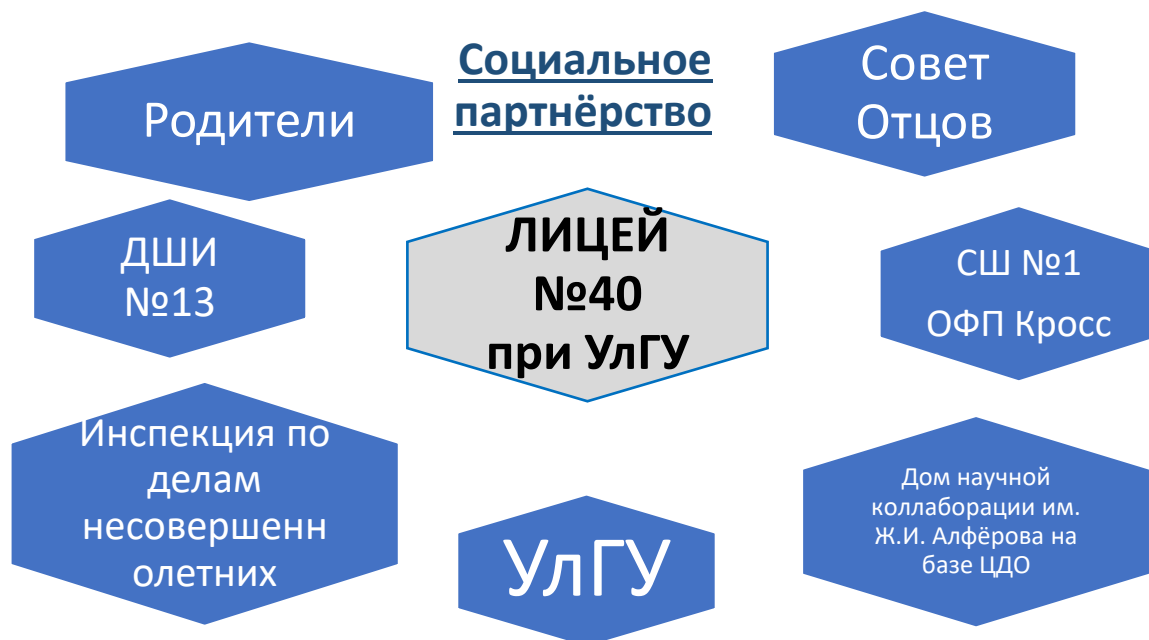 Социальное
партнёрство
Родители
Совет
Отцов
ДШИ
№13
ЛИЦЕЙ
№40
при УлГУ
СШ №1
ОФП Кросс
Инспекция по
делам
несовершенн
олетних
УлГУ
Дом научной
коллаборации им.
Ж.И. Алфёрова на
базе ЦДО